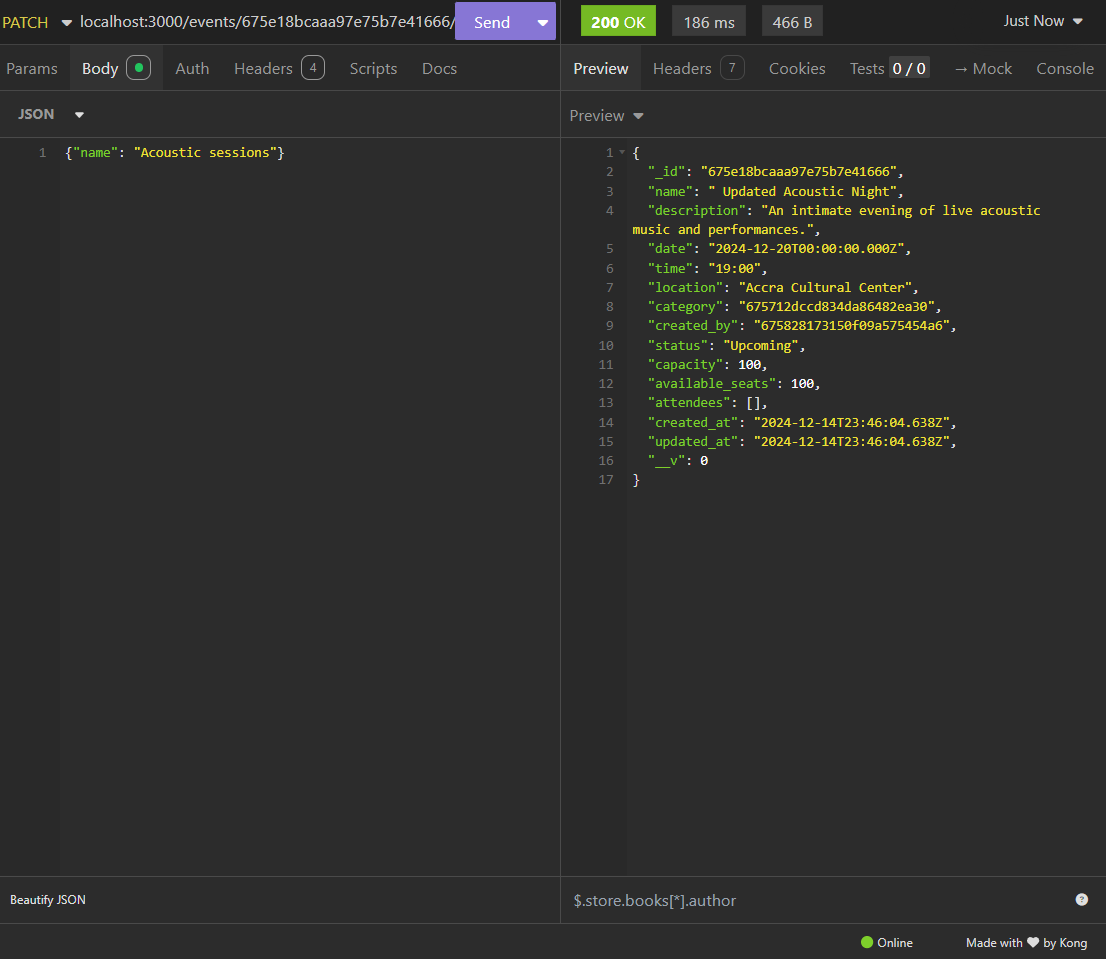 PATCH localhost:3000/events/675e18bcaaa97e75b7e41666/ Send 200 OK 186 ms 466 B Just Now
Params Body Auth Headers 4 Scripts Docs Preview Headers 7 Cookies Tests 0 / 0 → Mock Console
JSON
Preview
1 {"name": "Acoustic sessions"}
1 {
2 "_id": "675e18bcaaa97e75b7e41666",
3 "name": " Updated Acoustic Night",
4 "description": "An intimate evening of live acoustic
music and performances.",
5 "date": "2024-12-20T00:00:00.000Z",
6 "time": "19:00",
7 "location": "Accra Cultural Center",
8 "category": "675712dccd834da86482ea30",
9 "created_by": "675828173150f09a575454a6",
10 "status": "Upcoming",
11 "capacity": 100,
12 "available_seats": 100,
13 "attendees": [],
14 "created_at": "2024-12-14T23:46:04.638Z",
15 "updated_at": "2024-12-14T23:46:04.638Z",
16 "__v": 0
17 }
Beautify JSON
$.store.books[*].author ?
Online Made with ❤ by Kong